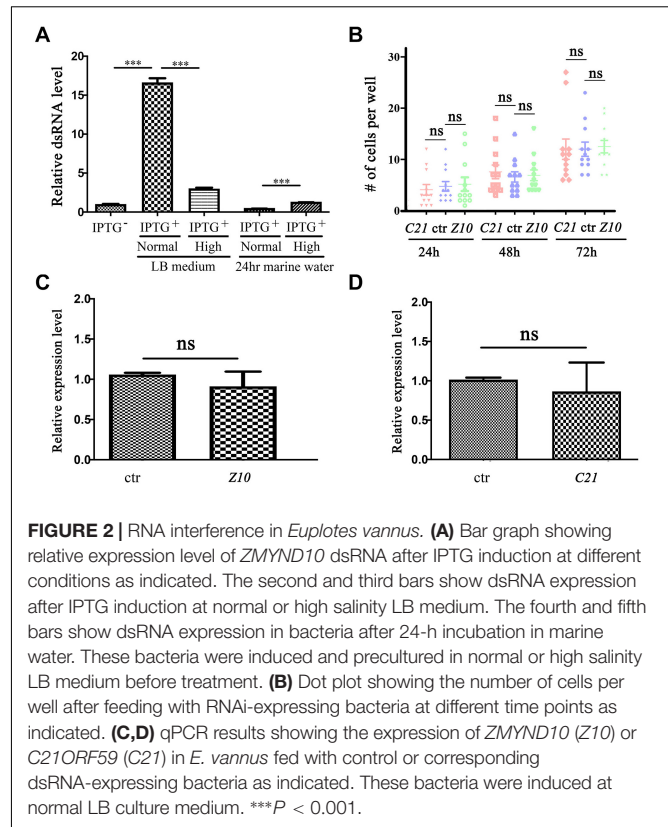 A
Relative dsRNA level
20
15
10
5
0
*** ***
***
IPTG⁻ IPTG⁺ IPTG⁺ IPTG⁺ IPTG⁺
Normal High Normal High
LB medium 24hr marine water
B
# of cells per well
30
20
10
0
ns
ns
ns ns
ns ns
C21 ctr Z10 C21 ctr Z10 C21 ctr Z10
24h 48h 72h
C
Relative expression level
2.0
1.5
1.0
0.5
0.0
ns
ctr Z10
D
Relative expression level
2.0
1.5
1.0
0.5
0.0
ns
ctr C21
FIGURE 2 | RNA interference in Euplotes vannus. (A) Bar graph showing
relative expression level of ZMYND10 dsRNA after IPTG induction at different
conditions as indicated. The second and third bars show dsRNA expression
after IPTG induction at normal or high salinity LB medium. The fourth and fifth
bars show dsRNA expression in bacteria after 24-h incubation in marine
water. These bacteria were induced and precultured in normal or high salinity
LB medium before treatment. (B) Dot plot showing the number of cells per
well after feeding with RNAi-expressing bacteria at different time points as
indicated. (C,D) qPCR results showing the expression of ZMYND10 (Z10) or
C21ORF59 (C21) in E. vannus fed with control or corresponding
dsRNA-expressing bacteria as indicated. These bacteria were induced at
normal LB culture medium. ***P < 0.001.